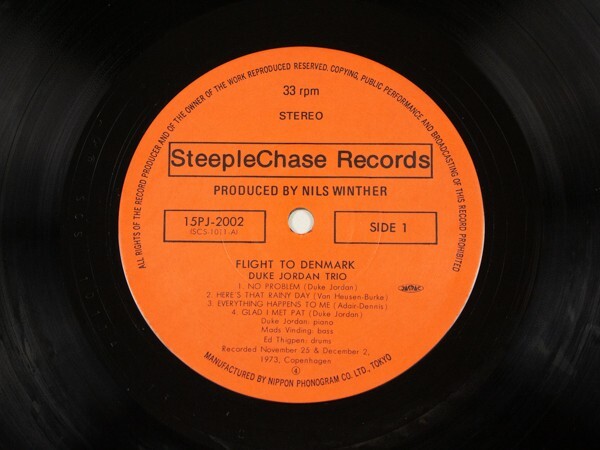 ALL RIGHTS OF THE RECORD PRODUCER AND OF THE OWNER OF THE WORK REPRODUCED RESERVED. COPYING, PUBLIC PERFORMANCE AND BROADCASTING OF THIS RECORD PROHIBITED
33 rpm
STEREO
SteepleChase Records
PRODUCED BY NILS WINTHER
15PJ-2002
(SCS-1011-A)
SIDE 1
FLIGHT TO DENMARK
DUKE JORDAN TRIO
1. NO PROBLEM (Duke Jordan)
2. HERE'S THAT RAINY DAY (Van Heusen-Burke)
3. EVERYTHING HAPPENS TO ME (Adair-Dennis)
4. GLAD I MET PAT (Duke Jordan)
Duke Jordan: piano
Mads Vinding: bass
Ed Thigpen: drums
Recorded November 25 & December 2,
1973, Copenhagen
4
MANUFACTURED BY NIPPON PHONOGRAM CO. LTD., TOKYO